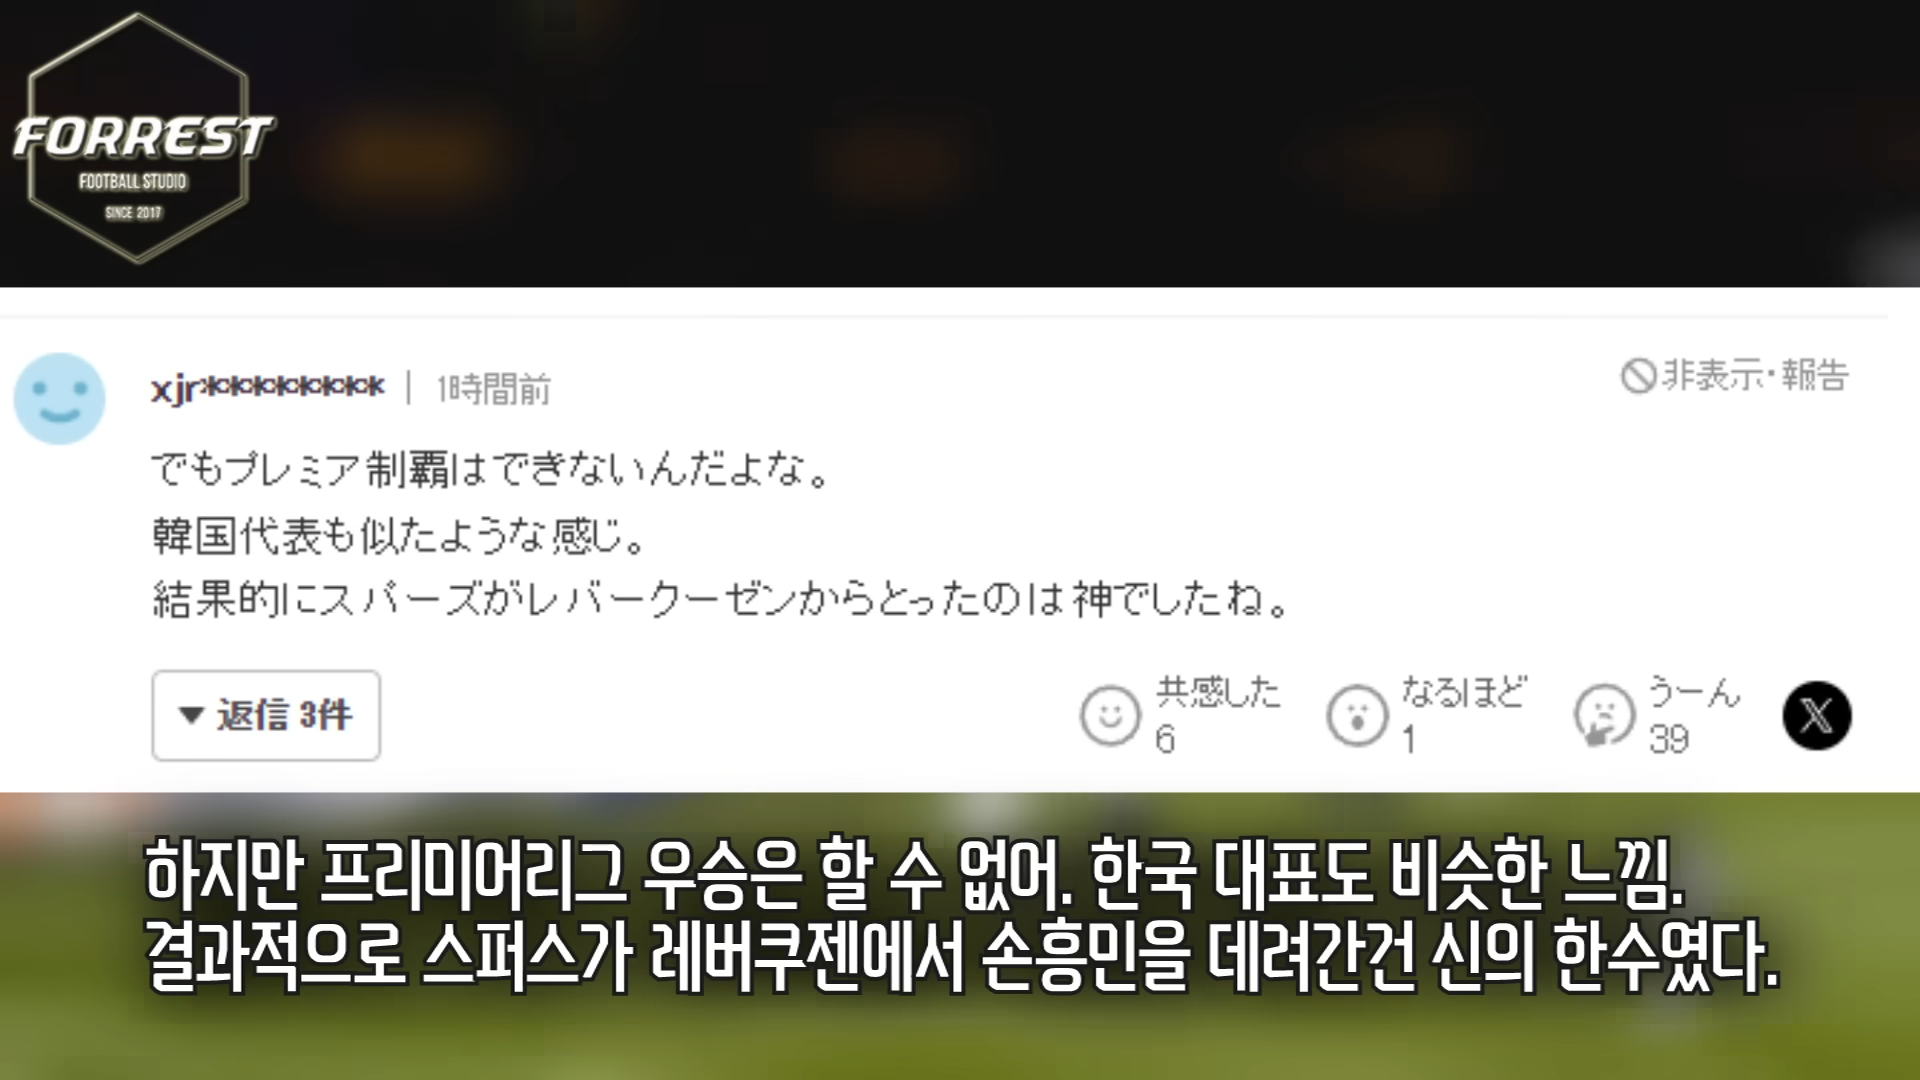 FORREST
FOOTBALL STUDIO
SINCE 2017
xjr******** | 1時間前
非表示・報告
でもプレミア制覇はできないんだよな。
韓国代表も似たような感じ。
結果的にスパーズがレバークーゼンからとったのは神でしたね。
返信 3件
共感した
6
なるほど
1
うーん
39
X
하지만 프리미어리그 우승은 할 수 없어. 한국 대표도 비슷한 느낌.
결과적으로 스퍼스가 레버쿠젠에서 손흥민을 데려간건 신의 한수였다.